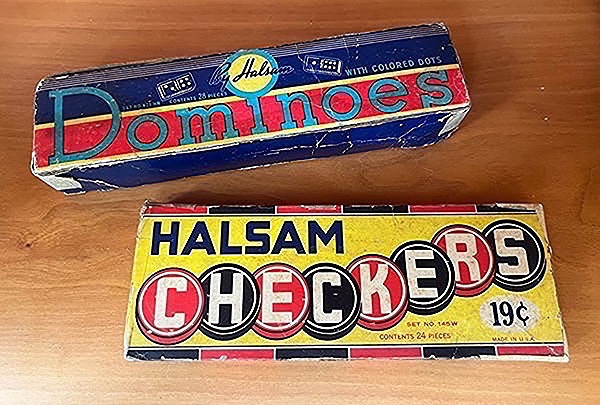 By Halsam
WITH COLORED DOTS
CONTENTS 28 PIECES
Dominoes
HALSAM
CHECKERS
SET NO. 145W
CONTENTS 24 PIECES
19¢
MADE IN U.S.A.